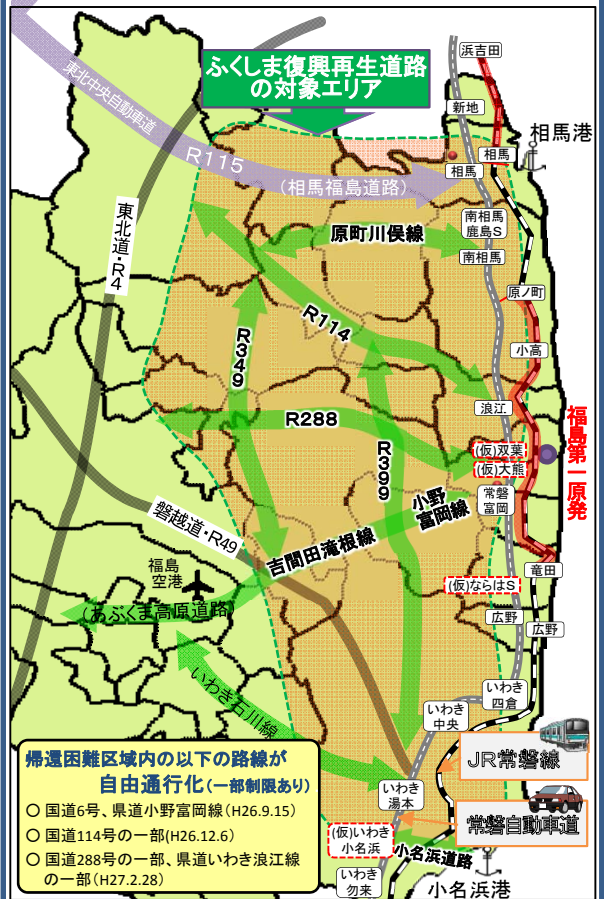 ふくしま復興再生道路
の対象エリア
浜吉田
新地
相馬港
相馬
相馬
東北中央自動車道
R115
(相馬福島道路)
東北道・R4
南相馬
鹿島S
原町川俣線
南相馬
原ノ町
R114
R349
小高
浪江
R288
R399
(仮)双葉
(仮)大熊
福島第一原発
常磐
富岡
小野
富岡線
磐越道・R49
吉間田滝根線
福島
空港
竜田
(仮)ならはS
(あぶくま高原道路)
広野
広野
いわき石川線
いわき
四倉
いわき
中央
JR常磐線
いわき
湯本
常磐自動車道
(仮)いわき
小名浜
小名浜道路
いわき
勿来
小名浜港
帰還困難区域内の以下の路線が
自由通行化(一部制限あり)
○ 国道6号、県道小野富岡線(H26.9.15)
○ 国道114号の一部(H26.12.6)
○ 国道288号の一部、県道いわき浪江線
の一部(H27.2.28)